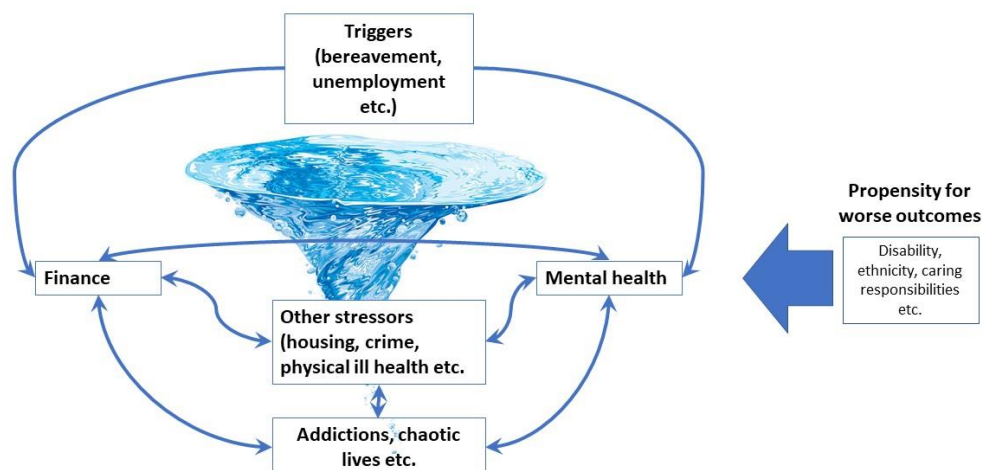 Triggers
(bereavement,
unemployment
etc.)
Propensity for
worse outcomes
Disability,
ethnicity, caring
responsibilities
etc.
Finance
Mental health
Other stressors
(housing, crime,
physical ill health etc.
Addictions, chaotic
lives etc.